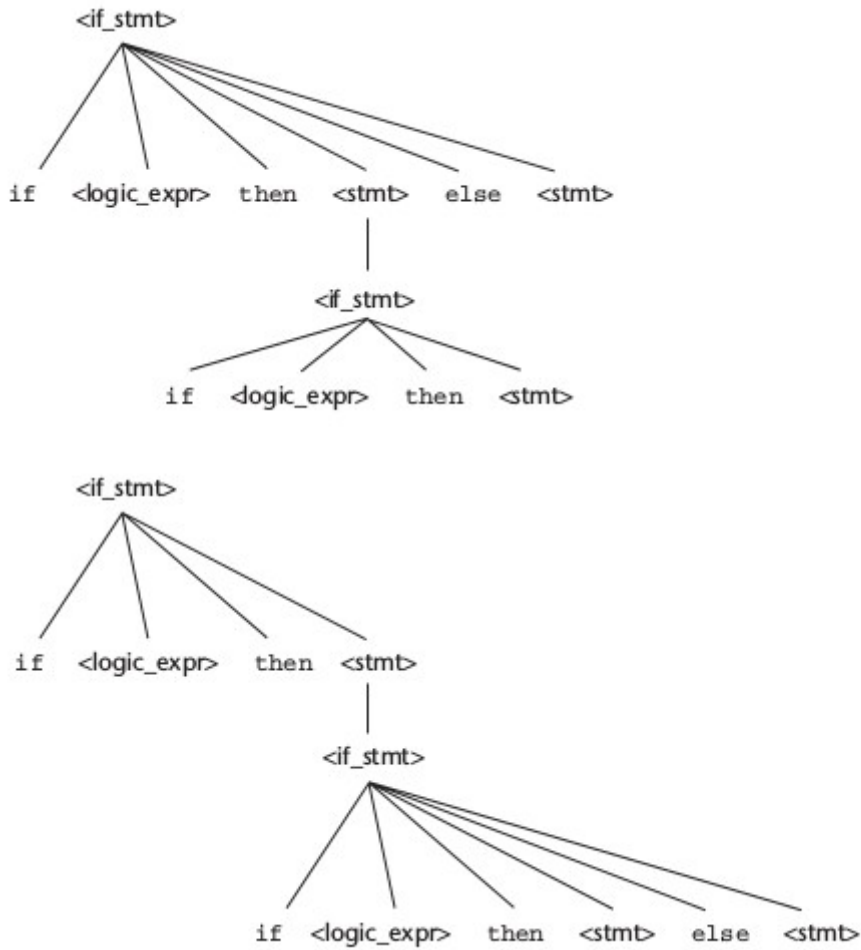 <if_stmt>
if <logic_expr> then <stmt> else <stmt>
<if_stmt>
if <logic_expr> then <stmt>
<if_stmt>
if <logic_expr> then <stmt>
<if_stmt>
if <logic_expr> then <stmt> else <stmt>